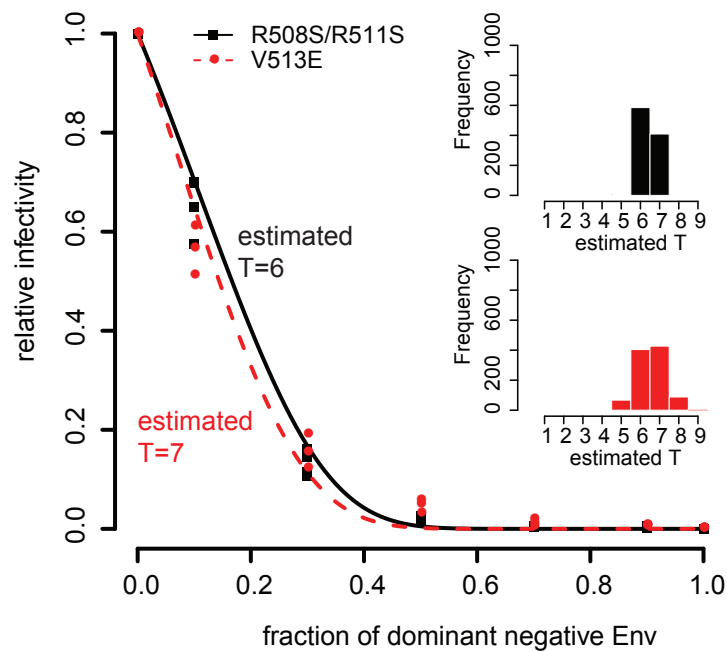 R508S/R511S
V513E
relative infectivity
1.0
0.8
0.6
0.4
0.2
0.0
estimated
T=6
estimated
T=7
0.0 0.2 0.4 0.6 0.8 1.0
fraction of dominant negative Env
Frequency
1000
600
200
0
1 2 3 4 5 6 7 8 9
estimated T
Frequency
1000
600
200
0
1 2 3 4 5 6 7 8 9
estimated T